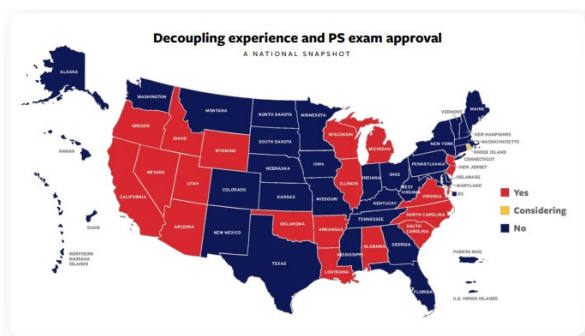 Decoupling experience and PS exam approval
A NATIONAL SNAPSHOT
ALASKA
WASHINGTON
MONTANA
NORTH DAKOTA
MINNESOTA
VERMONT
MAINE
OREGON
IDAHO
WYOMING
SOUTH DAKOTA
WISCONSIN
MICHIGAN
NEW YORK
NEW HAMPSHIRE
MASSACHUSETTS
RHODE ISLAND
CONNECTICUT
NEW JERSEY
HAWAII
NEVADA
UTAH
COLORADO
NEBRASKA
IOWA
ILLINOIS
INDIANA
OHIO
PENNSYLVANIA
DELAWARE
MARYLAND
DC
WEST VIRGINIA
VIRGINIA
CALIFORNIA
KANSAS
MISSOURI
KENTUCKY
Yes
Considering
No
GUAM
ARIZONA
NEW MEXICO
OKLAHOMA
ARKANSAS
TENNESSEE
NORTH CAROLINA
SOUTH CAROLINA
NORTHERN MARIANA ISLANDS
TEXAS
LOUISIANA
MISSISSIPPI
ALABAMA
GEORGIA
FLORIDA
PUERTO RICO
U.S. VIRGIN ISLANDS